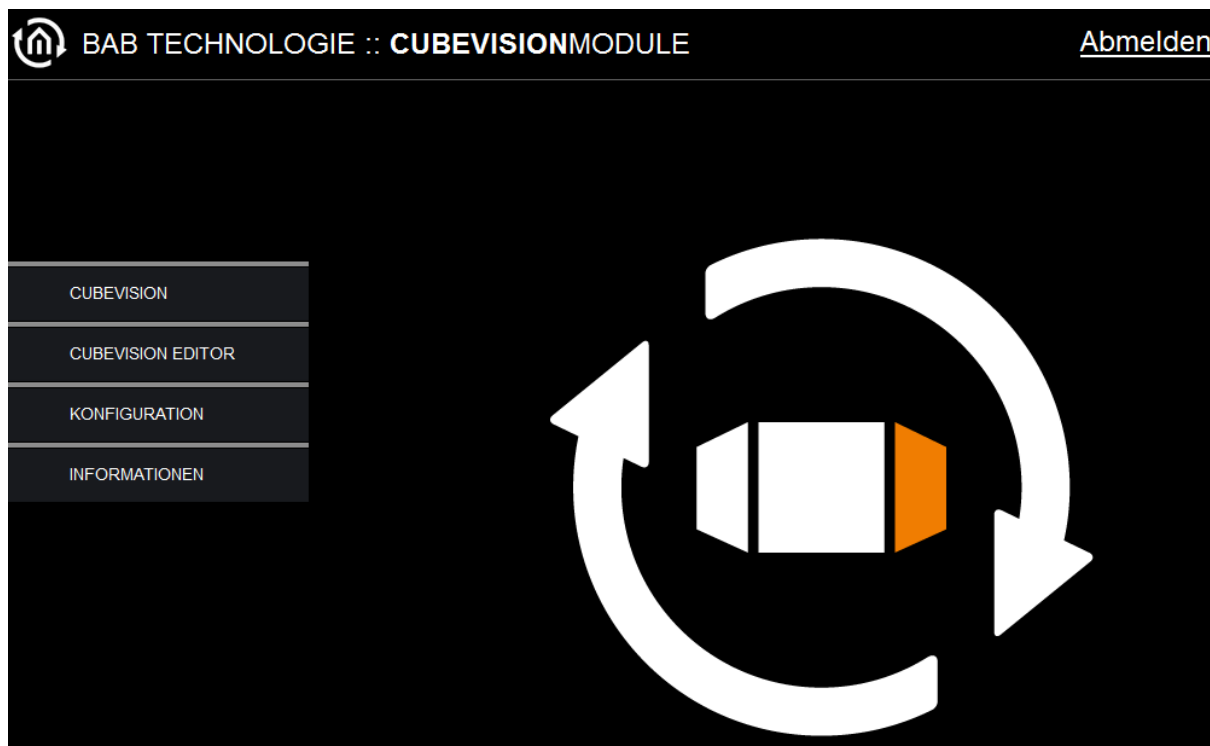 BAB TECHNOLOGIE :: CUBEVISIONMODULE
Abmelden
CUBEVISION
CUBEVISION EDITOR
KONFIGURATION
INFORMATIONEN